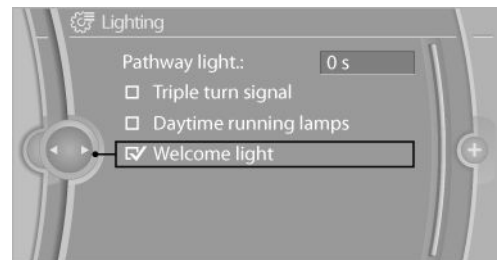 Lighting
Pathway light.: 0 s
Triple turn signal
Daytime running lamps
Welcome light